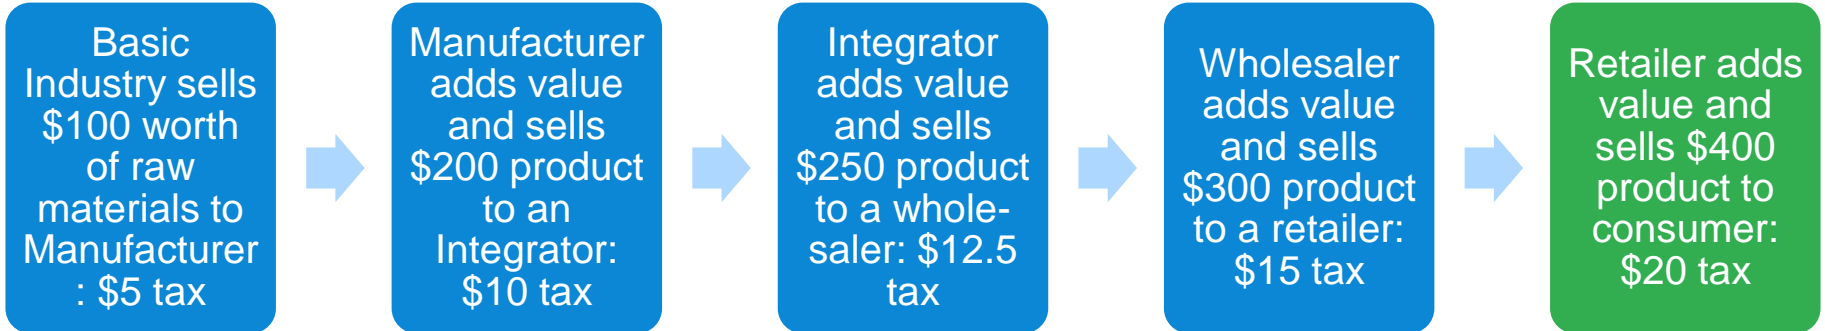 Basic
Industry sells
$100 worth
of raw
materials to
Manufacturer
: $5 tax
Manufacturer
adds value
and sells
$200 product
to an
Integrator:
$10 tax
Integrator
adds value
and sells
$250 product
to a whole-
saler: $12.5
tax
Wholesaler
adds value
and sells
$300 product
to a retailer:
$15 tax
Retailer adds
value and
sells $400
product to
consumer:
$20 tax